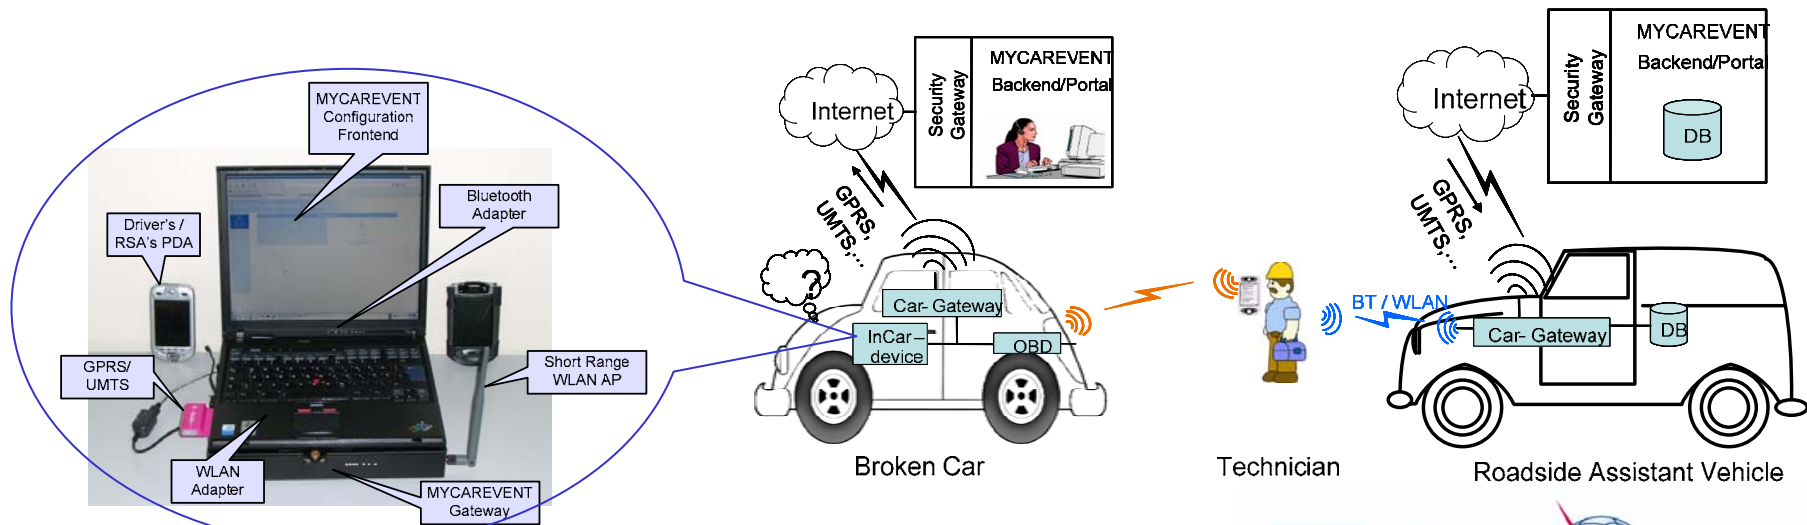 MYCAREVENT
Configuration
Frontend
Bluetooth
Adapter
Driver's /
RSA's PDA
GPRS/
UMTS
Short Range
WLAN AP
WLAN
Adapter
MYCAREVENT
Gateway
Internet
Security
Gateway
MYCAREVENT
Backend/Portal
GPRS,
UMTS,...
?
Car- Gateway
InCar–
device
OBD
Broken Car
Technician
BT / WLAN
Internet
Security
Gateway
MYCAREVENT
Backend/Portal
DB
GPRS,
UMTS,...
Car- Gateway
DB
Roadside Assistant Vehicle